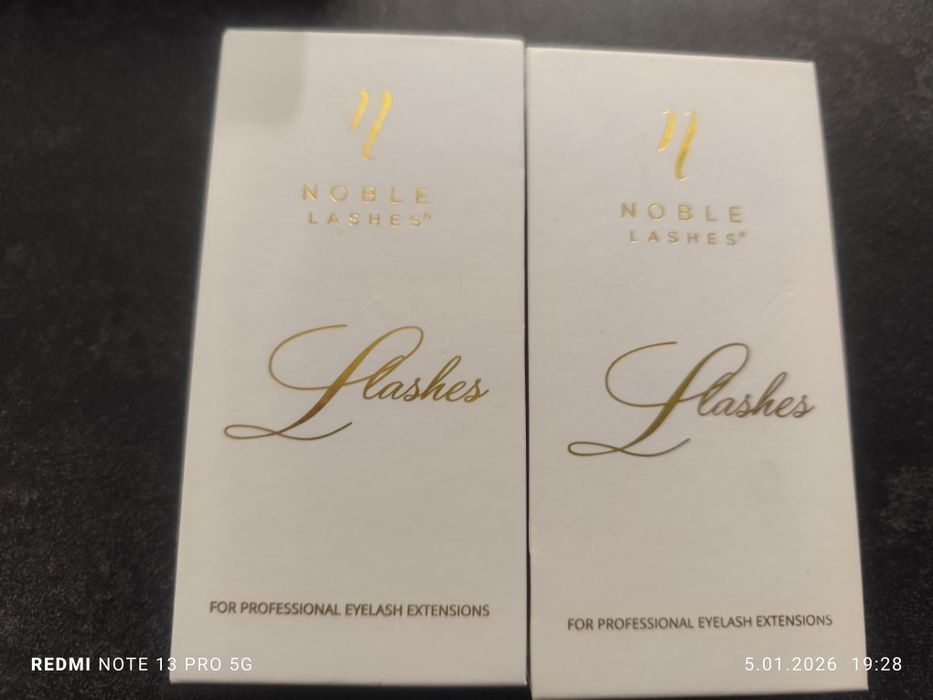 NOBLE
LASHES®
Llashes
FOR PROFESSIONAL EYELASH EXTENSIONS
NOBLE
LASHES®
Llashes
FOR PROFESSIONAL EYELASH EXTENSIONS
REDMI NOTE 13 PRO 5G
5.01.2026 19:28